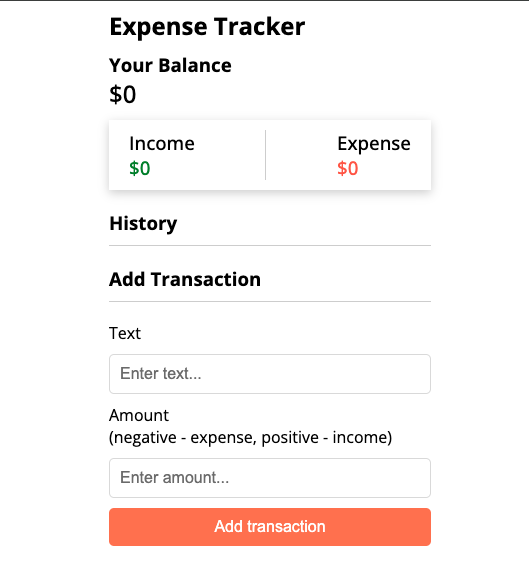 Expense Tracker
Your Balance
$0
Income
$0
Expense
$0
History
Add Transaction
Text
Enter text...
Amount
(negative - expense, positive - income)
Enter amount...
Add transaction